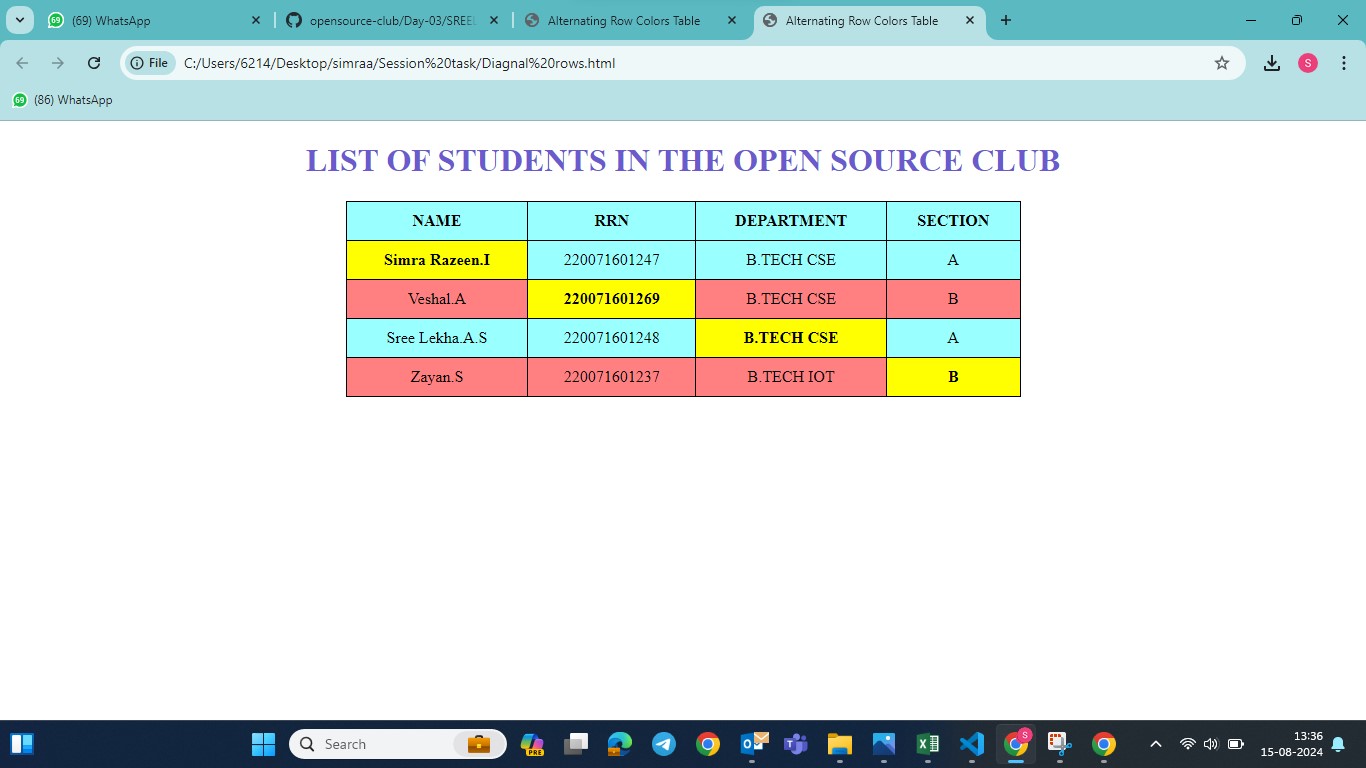 (69) WhatsApp
opensource-club/Day-03/SREEL
Alternating Row Colors Table
Alternating Row Colors Table
File C:/Users/6214/Desktop/simraa/Session%20task/Diagnal%20rows.html
S
69 (86) WhatsApp
LIST OF STUDENTS IN THE OPEN SOURCE CLUB
NAME RRN DEPARTMENT SECTION
Simra Razeen.I 220071601247 B.TECH CSE A
Veshal.A 220071601269 B.TECH CSE B
Sree Lekha.A.S 220071601248 B.TECH CSE A
Zayan.S 220071601237 B.TECH IOT B
Search PRE 13:36
15-08-2024